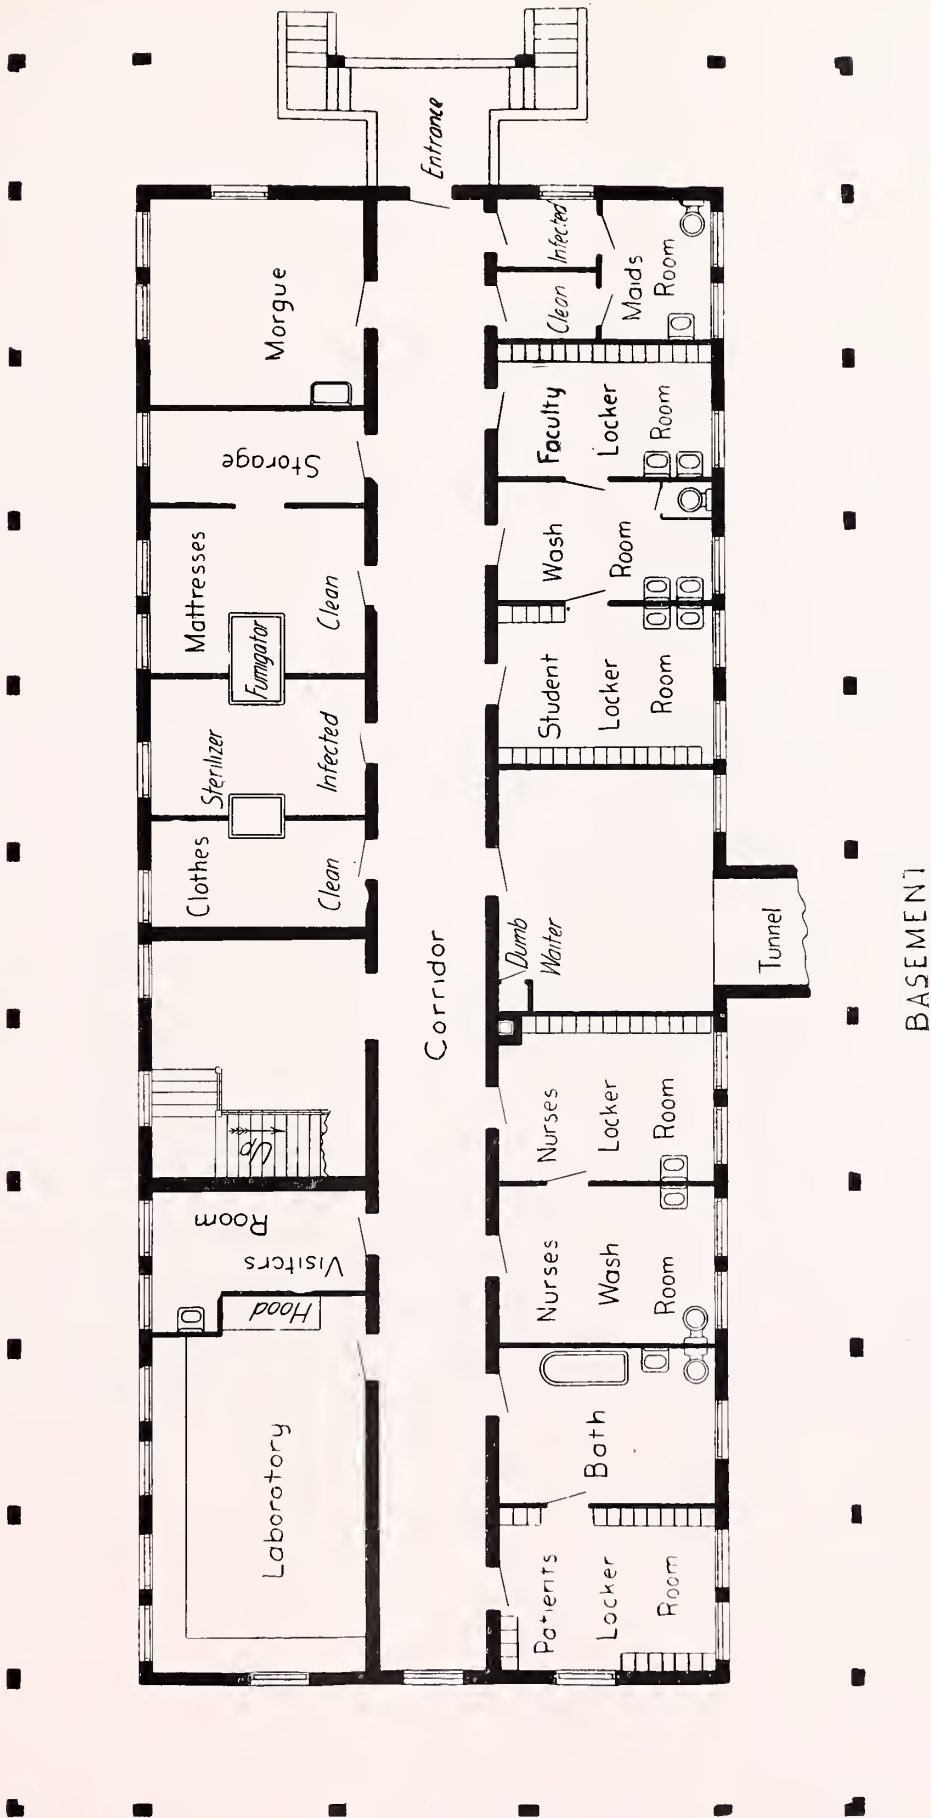 Entrance
Morgue
Storage
Mattresses
Clean
Fumigator
Sterilizer
Infected
Clothes
Clean
Up
Visitors
Room
Hood
Laboratory
Corridor
Infected
Clean
Maids
Room
Faculty
Locker
Room
Wash
Room
Student
Locker
Room
Dumb
Waiter
Tunnel
Nurses
Locker
Room
Nurses
Wash
Room
Bath
Patients
Locker
Room
BASEMENT